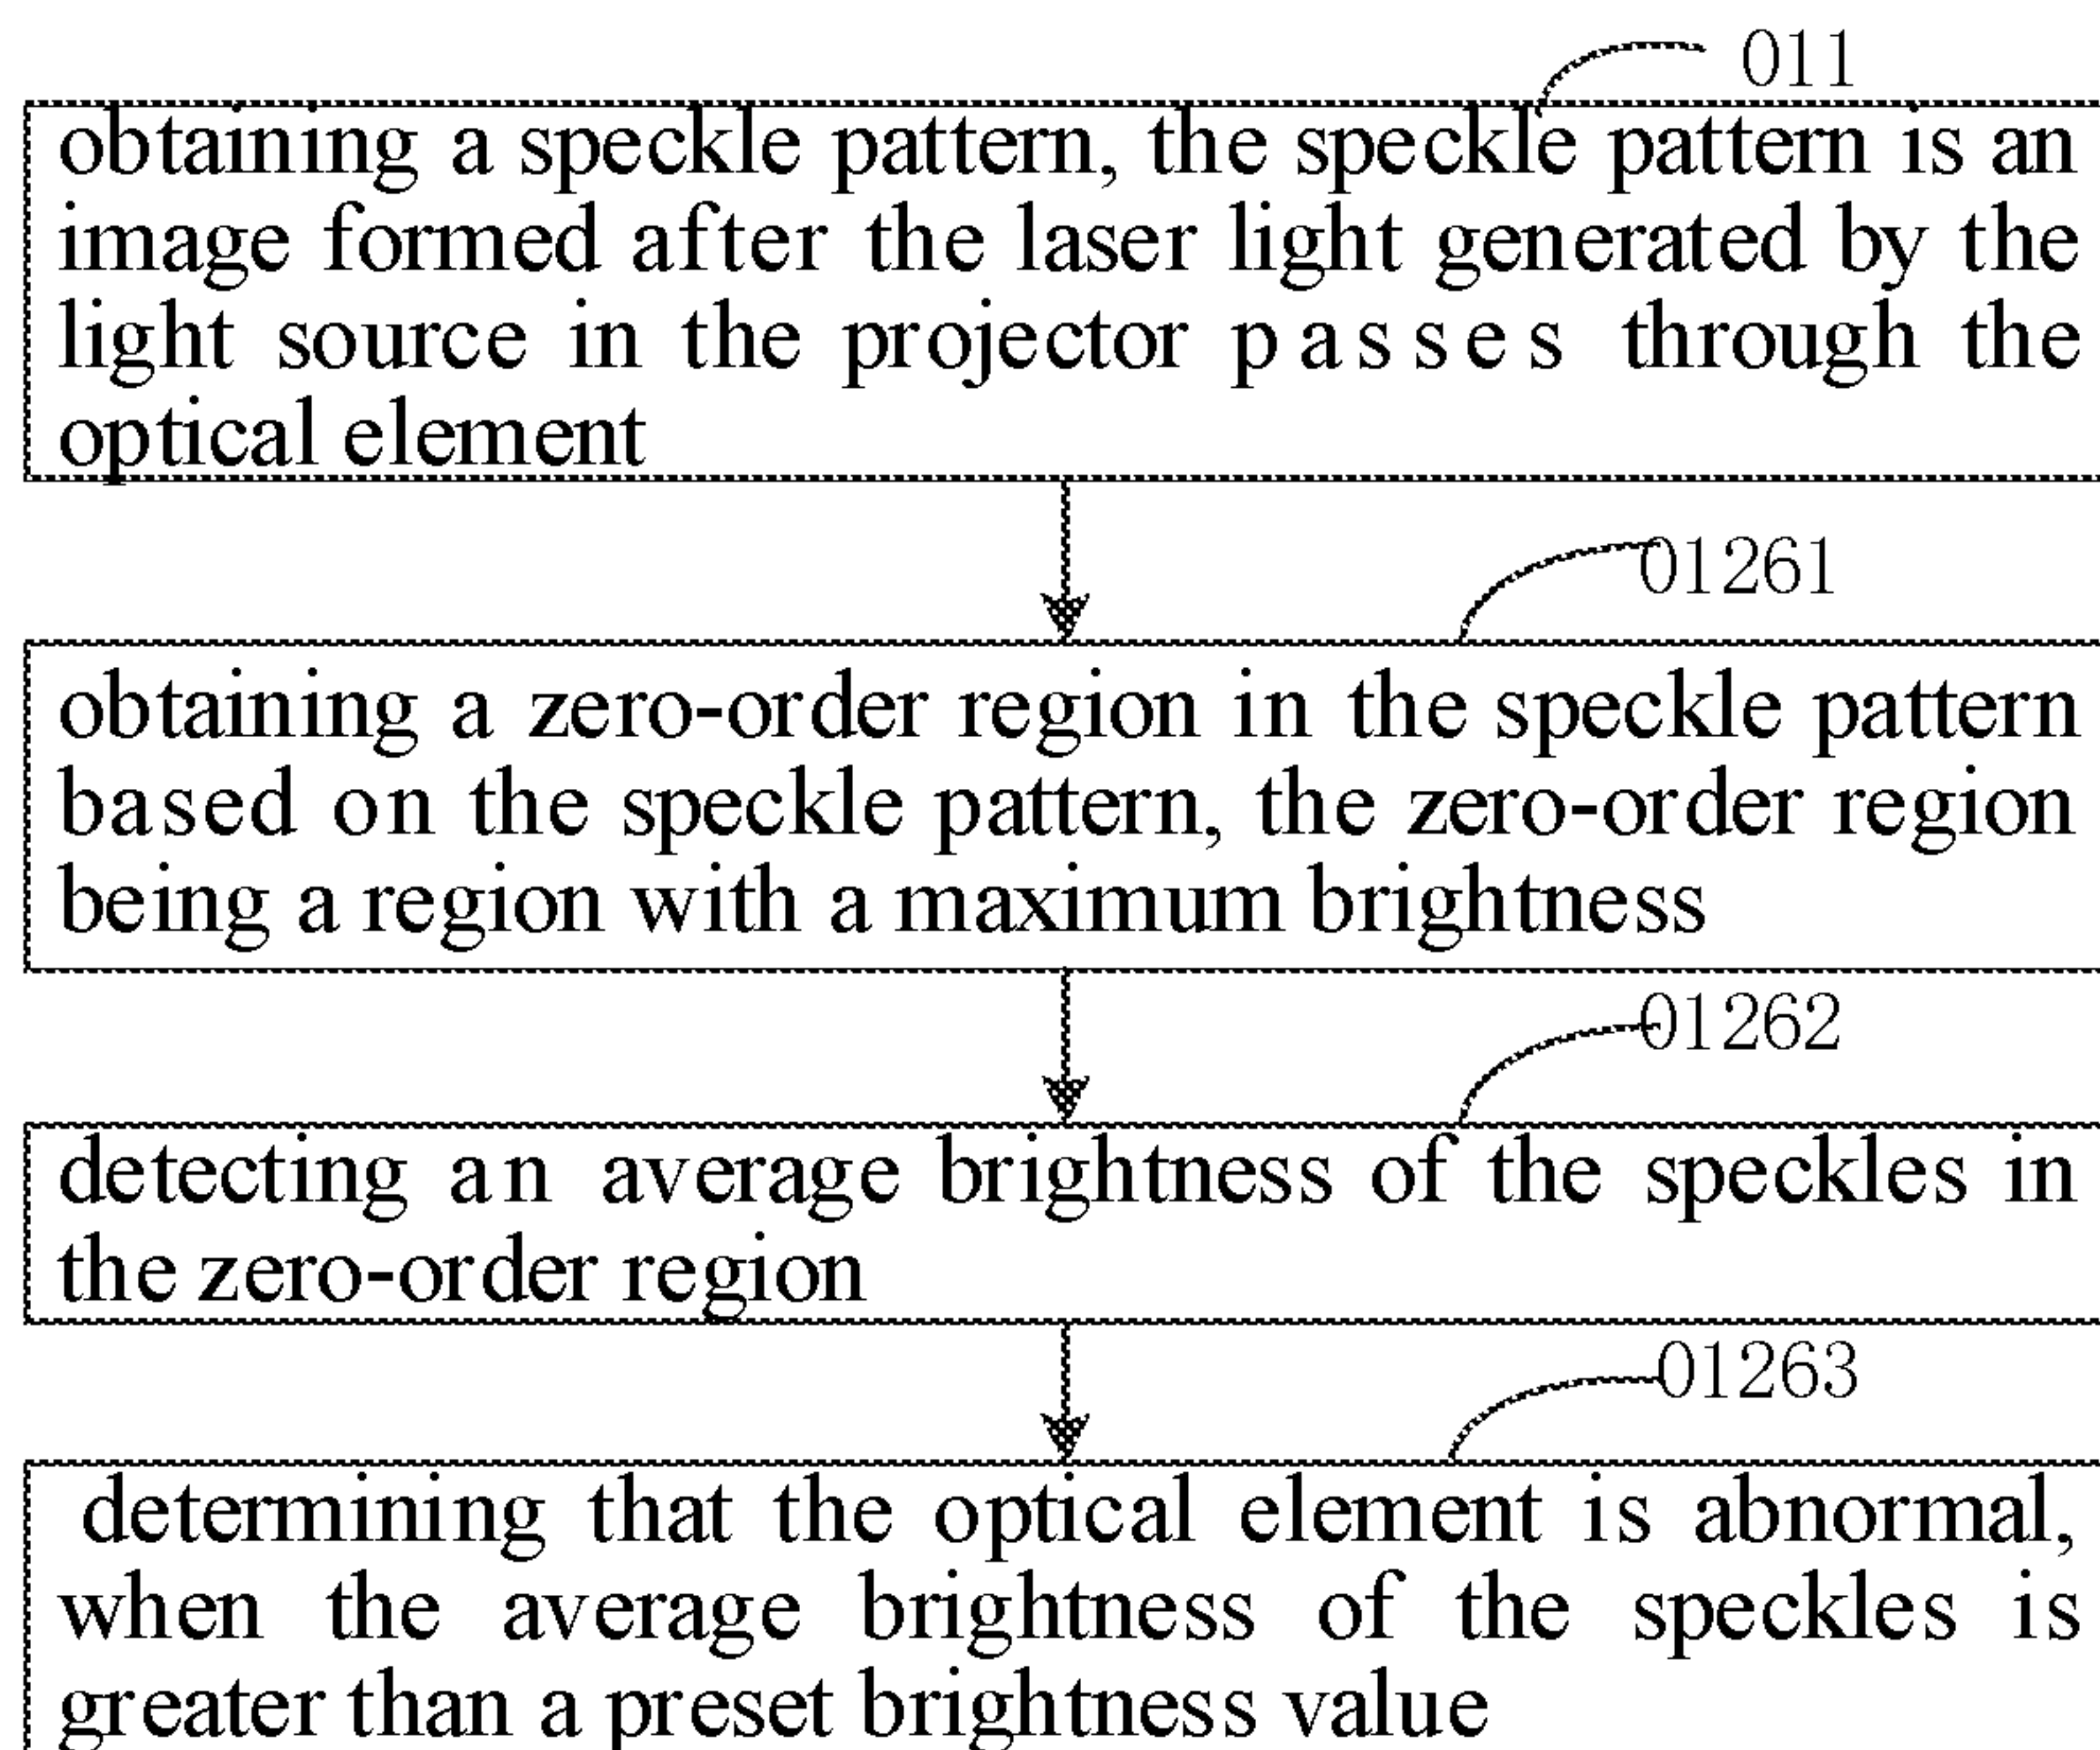 011
obtaining a speckle pattern, the speckle pattern is an
image formed after the laser light generated by the
light source in the projector passes through the
optical element
01261
obtaining a zero-order region in the speckle pattern
based on the speckle pattern, the zero-order region
being a region with a maximum brightness
01262
detecting an average brightness of the speckles in
the zero-order region
01263
determining that the optical element is abnormal,
when the average brightness of the speckles is
greater than a preset brightness value